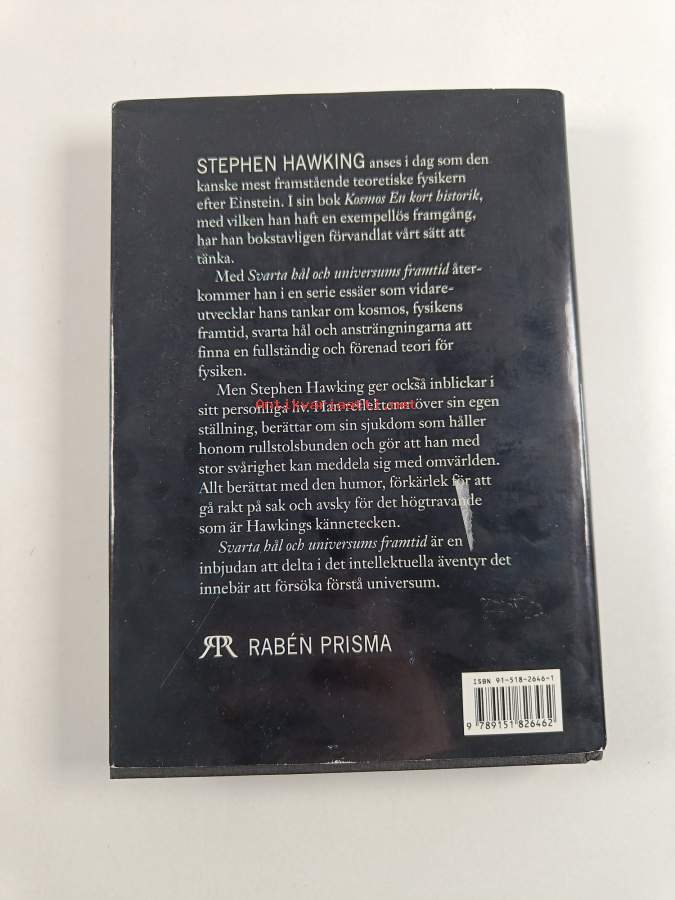 STEPHEN HAWKING anses i dag som den
kanske mest framstående teoretiske fysikern
efter Einstein. I sin bok Kosmos En kort historik,
med vilken han haft en exempellös framgång,
har han bokstavligen förvandlat vårt sätt att
tänka.
Med Svarta hål och universums framtid åter-
kommer han i en serie essäer som vidare-
utvecklar hans tankar om kosmos, fysikens
framtid, svarta hål och ansträngningarna att
finna en fullständig och förenad teori för
fysiken.
Men Stephen Hawking ger också inblickar i
sitt personliga liv. Han reflekterar över sin egen
Antikvariaatti.net
ställning, berättar om sin sjukdom som håller
honom rullstolsbunden och gör att han med
stor svårighet kan meddela sig med omvärlden.
Allt berättat med den humor, förkärlek för att
gå rakt på sak och avsky för det högtravande
som är Hawkings kännetecken.
Svarta hål och universums framtid är en
inbjudan att delta i det intellektuella äventyr det
innebär att försöka förstå universum.
RABÉN PRISMA
ISBN 91-518-2646-1
9 789151 826462